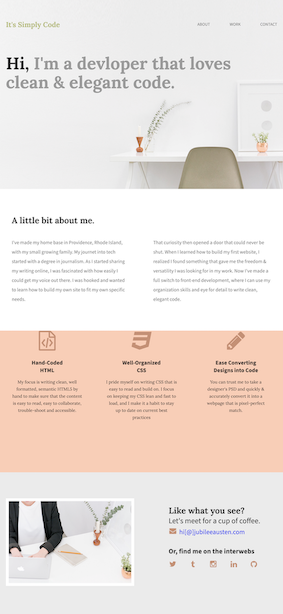 It's Simply Code
ABOUT WORK CONTACT
Hi, I'm a devloper that loves
clean & elegant code.
A little bit about me.
I've made my home base in Providence, Rhode Island,
with my small growing family. My journet into tech
started with a degree in journalism. As I started sharing
my writing online, I was fascinated with how easily I
could get my voice out there. I was hooked and wanted
to learn how to build my own site to fit my own specific
needs.
That curiosity then opened a door that could never be
shut. When I learned how to build my first website, I
realized I found something that gave me the freedom &
versatility I was looking for in my work. Now I've made a
full switch to front-end development, where I can use my
organization skills and eye for detail to write clean,
elegant code.
Hand-Coded
HTML
My focus is writing clean, well
formatted, semantic HTML5 by
hand to make sure that the content
is easy to read, easy to collaborate,
trouble-shoot and accessible.
Well-Organized
CSS
I pride myself on writing CSS that is
easy to read and build on. I focus
on keeping my CSS lean and fast to
load, and I make it a habit to stay
up to date on current best
practices
Ease Converting
Designs into Code
You can trust me to take a
designer's PSD and quickly &
accurately convert it into a
webpage that is pixel-perfect
match.
Like what you see?
Let's meet for a cup of coffee.
hi[@]jubileeausten.com
Or, find me on the interwebs